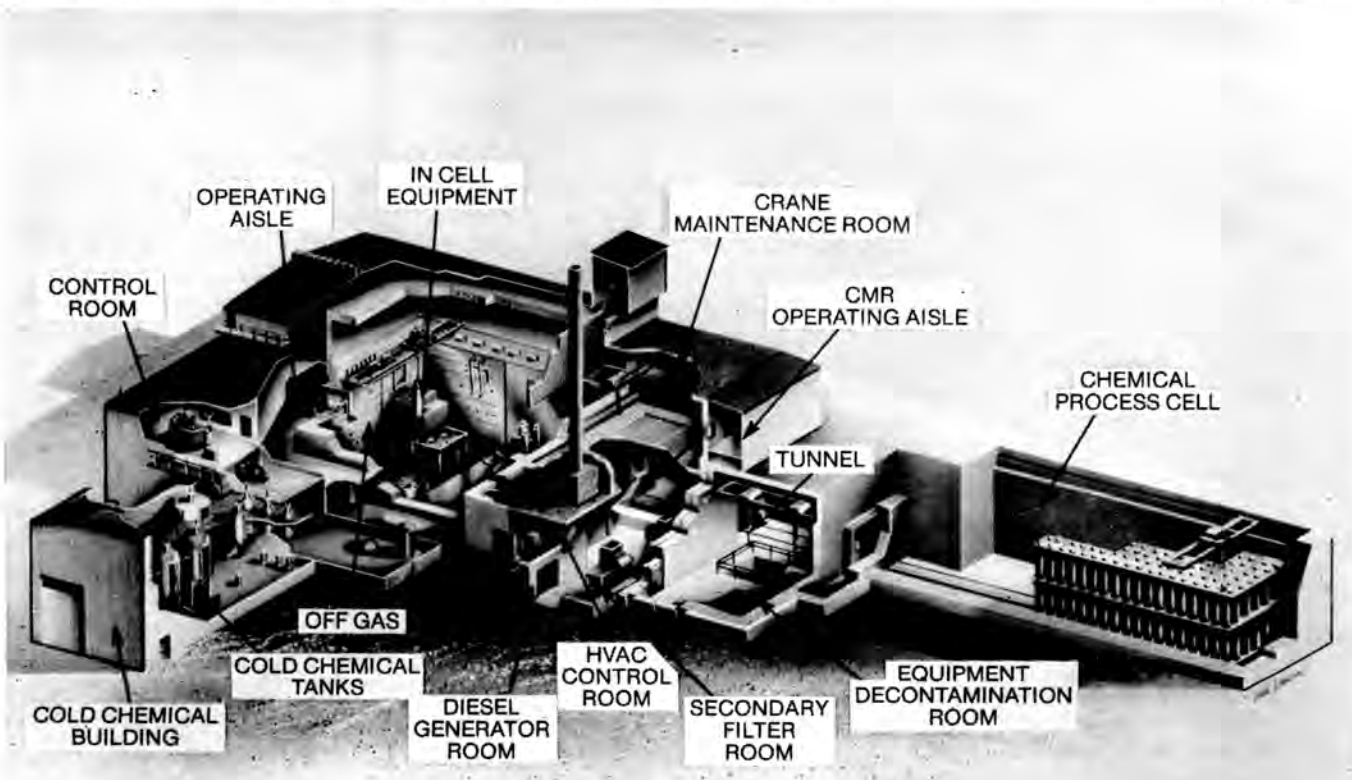 IN CELL
EQUIPMENT
OPERATING
AISLE
CRANE
MAINTENANCE ROOM
CONTROL
ROOM
CMR
OPERATING AISLE
CHEMICAL
PROCESS CELL
TUNNEL
OFF GAS
COLD CHEMICAL
TANKS
HVAC
CONTROL
ROOM
EQUIPMENT
DECONTAMINATION
ROOM
COLD CHEMICAL
BUILDING
DIESEL
GENERATOR
ROOM
SECONDARY
FILTER
ROOM